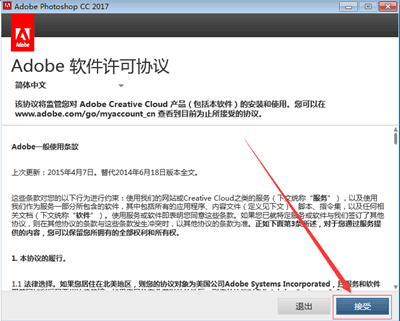 Adobe Photoshop CC 2017
Adobe
Adobe 软件许可协议
简体中文
该协议将监管您对 Adobe Creative Cloud 产品（包括本软件）的安装和使用。您可以在
www.adobe.com/go/myaccount_cn 查看到目前为止所接受的协议。
Adobe一般使用条款
上次更新：2015年4月7日。替代2014年6月18日版本全文。
这些条款对您的以下行为进行约束：使用我们的网站或Creative Cloud之类的服务（下文统称“服务”），以及使
用我们作为服务一部分所包含的软件，其中包括所有的应用程序、内容文件（定义见下文）、脚本、指令集，以及任何相
关文档（下文统称“软件”）。使用服务或软件即表明您同意这些条款。如果您已就特定服务或软件与我们签订了其他协
议，则在其他协议的条款与这些条款发生冲突时，以其他协议的条款为准。正如下面第3条所述，对于您通过服务提
供的内容，您可以保留您所拥有的全部权利和所有权。
1. 本协议的履行。
1.1 法律选择。如果您居住在北美地区，则您的协议对象为美国公司Adobe Systems Incorporated，
退出
接受